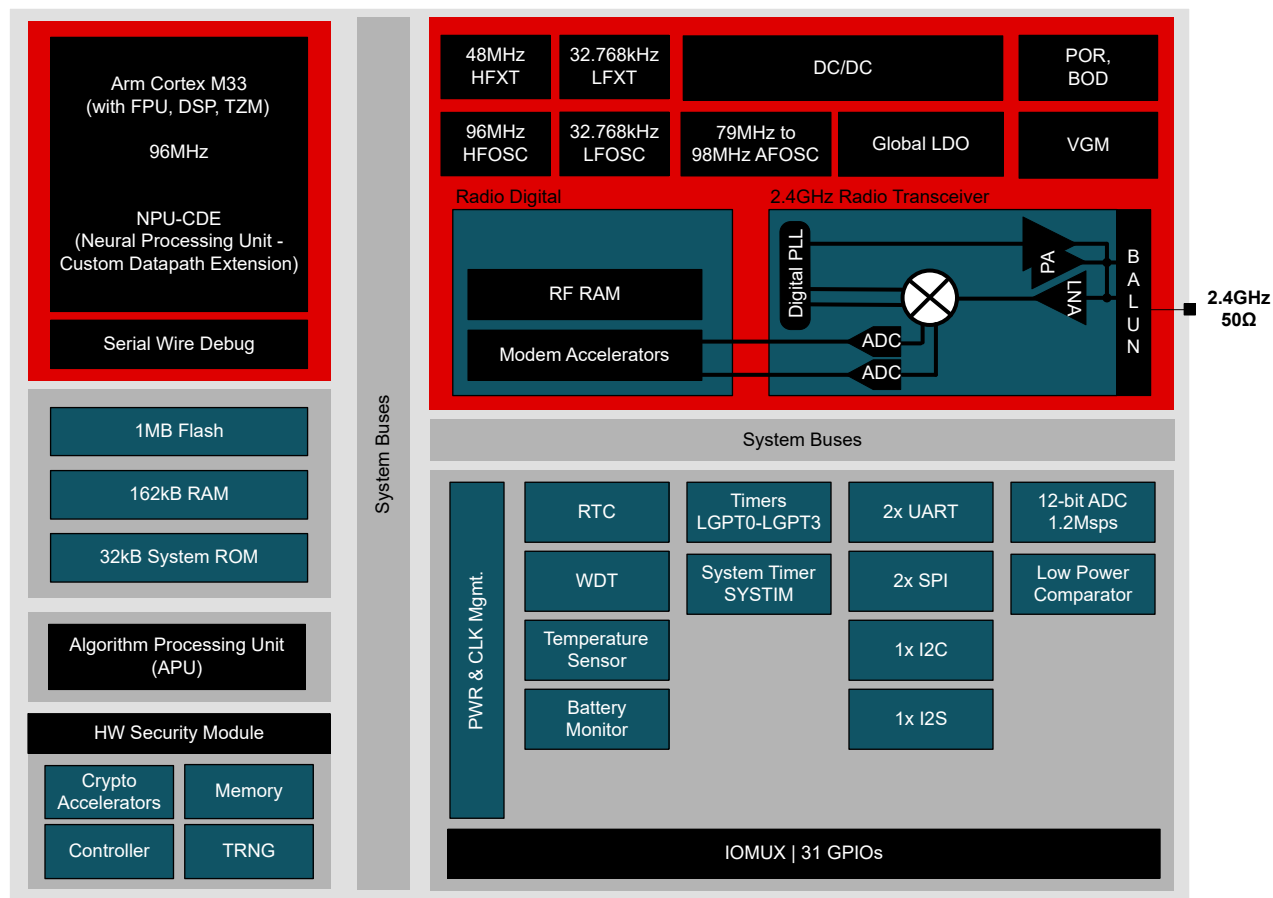 Arm Cortex M33
(with FPU, DSP, TZM)
96MHz
NPU-CDE
(Neural Processing Unit -
Custom Datapath Extension)
Serial Wire Debug
1MB Flash
162kB RAM
32kB System ROM
Algorithm Processing Unit
(APU)
HW Security Module
Crypto
Accelerators
Memory
Controller
TRNG
System Buses
48MHz
HFXT
32.768kHz
LFXT
DC/DC
POR,
BOD
96MHz
HFOSC
32.768kHz
LFOSC
79MHz to
98MHz AFOSC
Global LDO
VGM
Radio Digital
RF RAM
Modem Accelerators
2.4GHz Radio Transceiver
Digital PLL
ADC
ADC
PA
LNA
BALUN
2.4GHz
50Ω
System Buses
PWR & CLK Mgmt.
RTC
WDT
Temperature
Sensor
Battery
Monitor
Timers
LGPT0-LGPT3
System Timer
SYSTIM
2x UART
2x SPI
1x I2C
1x I2S
12-bit ADC
1.2Msps
Low Power
Comparator
IOMUX | 31 GPIOs